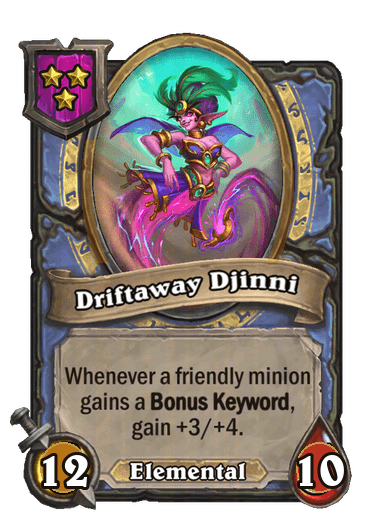 Driftaway Djinni
Whenever a friendly minion
gains a Bonus Keyword,
gain +3/+4.
12
Elemental
10